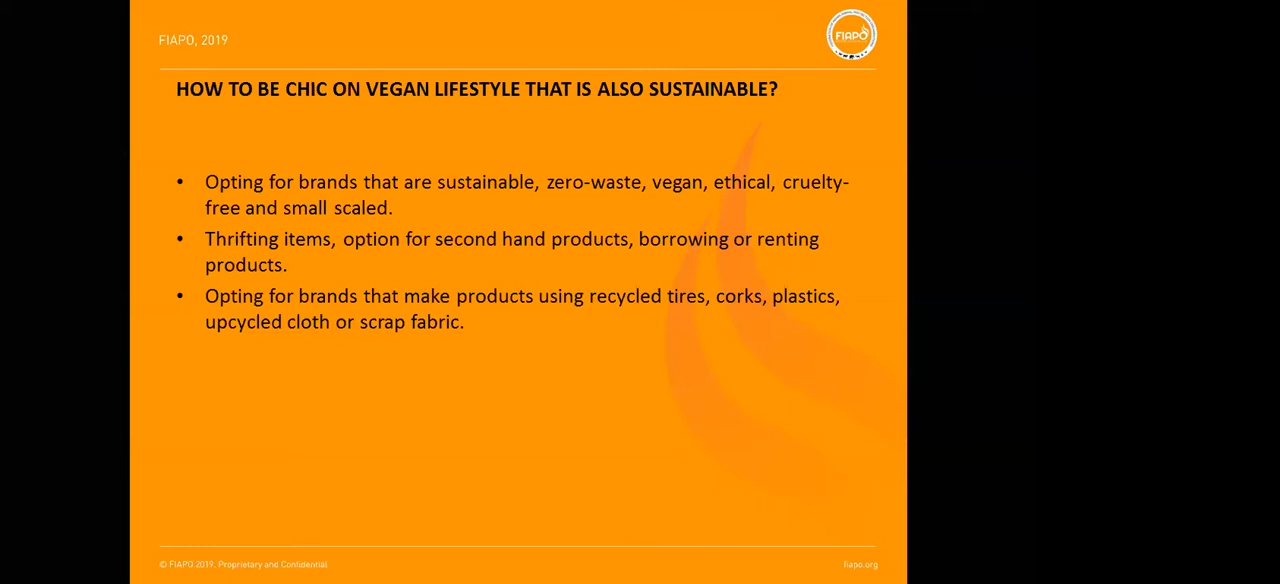 FIAPO, 2019
FIAPO
HOW TO BE CHIC ON VEGAN LIFESTYLE THAT IS ALSO SUSTAINABLE?
• Opting for brands that are sustainable, zero-waste, vegan, ethical, cruelty-
free and small scaled.
• Thrifting items, option for second hand products, borrowing or renting
products.
• Opting for brands that make products using recycled tires, corks, plastics,
upcycled cloth or scrap fabric.
© FIAPO 2019. Proprietary and Confidential
fiapo.org